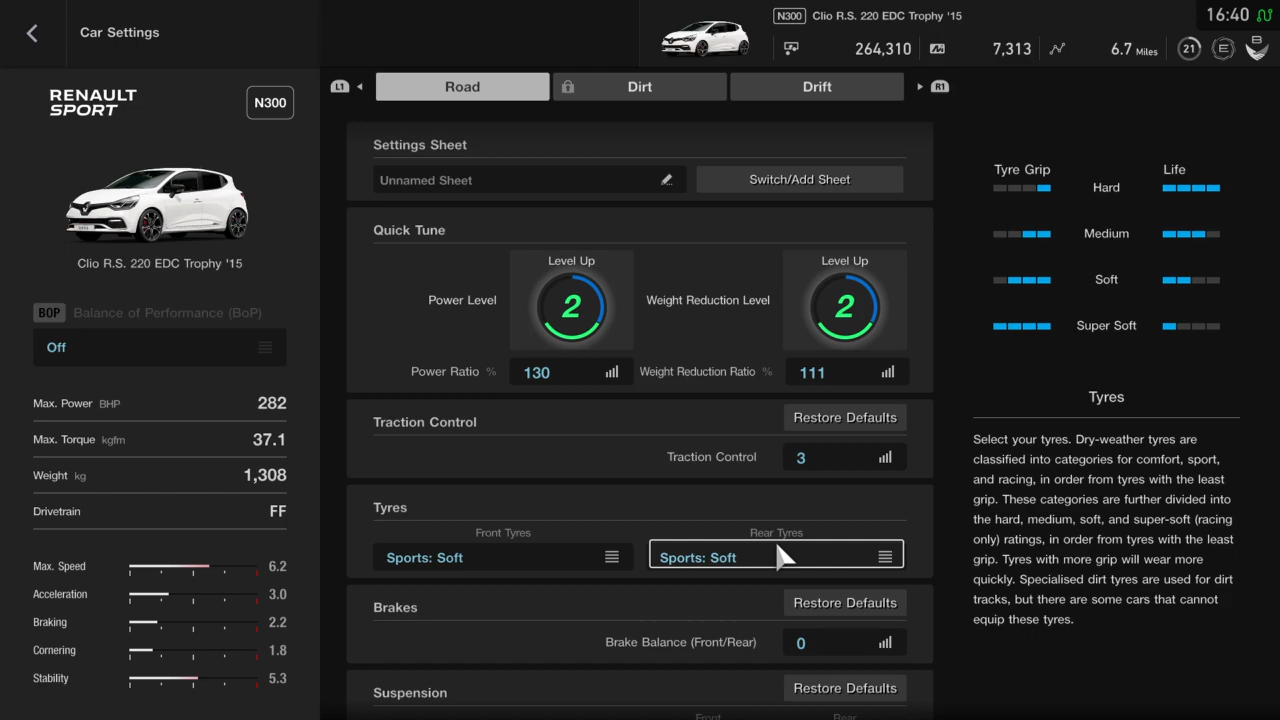 Car Settings
N300 Clio R.S. 220 EDC Trophy '15
16:40
264,310 7,313 6.7 Miles 21 E B
RENAULT
SPORT
N300
Clio R.S. 220 EDC Trophy '15
BOP Balance of Performance (BoP)
Off
Max. Power BHP 282
Max. Torque kgfm 37.1
Weight kg 1,308
Drivetrain FF
Max. Speed 6.2
Acceleration 3.0
Braking 2.2
Cornering 1.8
Stability 5.3
L1 Road Dirt Drift R1
Settings Sheet
Unnamed Sheet Switch/Add Sheet
Quick Tune
Level Up Level Up
Power Level 2 Weight Reduction Level 2
Power Ratio % 130 Weight Reduction Ratio % 111
Traction Control Restore Defaults
Traction Control 3
Tyres
Front Tyres Rear Tyres
Sports: Soft Sports: Soft
Brakes Restore Defaults
Brake Balance (Front/Rear) 0
Suspension Restore Defaults
Front Rear
Tyre Grip Life
Hard
Medium
Soft
Super Soft
Tyres
Select your tyres. Dry-weather tyres are
classified into categories for comfort, sport,
and racing, in order from tyres with the least
grip. These categories are further divided into
the hard, medium, soft, and super-soft (racing
only) ratings, in order from tyres with the least
grip. Tyres with more grip will wear more
quickly. Specialised dirt tyres are used for dirt
tracks, but there are some cars that cannot
equip these tyres.